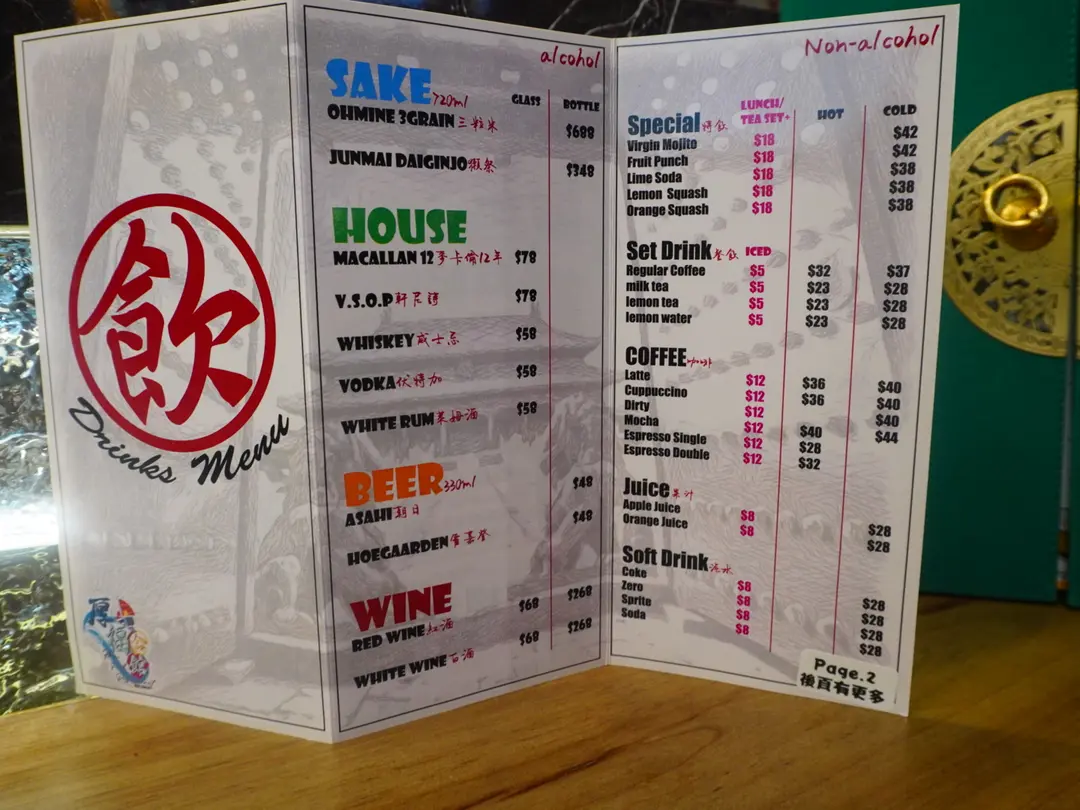 飲
Drinks Menu
厚
alcohol
SAKE 720ml GLASS BOTTLE
OHMINE 3GRAIN 三粒米 $688
JUNMAI DAIGINJO 獺祭 $348
HOUSE
MACALLAN 12 麥卡倫12年 $78
V.S.O.P 軒尼詩 $78
WHISKEY 威士忌 $58
VODKA 伏特加 $58
WHITE RUM 萊姆酒 $58
BEER 330ml
ASAHI 朝日 $48
HOEGAARDEN $48
WINE
RED WINE 紅酒 $68 $268
WHITE WINE 白酒 $68 $268
Non-alcohol
Special 特飲 LUNCH/ TEA SET+ HOT COLD
Virgin Mojito $18 $42
Fruit Punch $18 $42
Lime Soda $18 $38
Lemon Squash $18 $38
Orange Squash $18 $38
Set Drink 餐飲 ICED
Regular Coffee $5 $32 $37
milk tea $5 $23 $28
lemon tea $5 $23 $28
lemon water $5 $23 $28
COFFEE 咖啡
Latte $12 $36 $40
Cuppuccino $12 $36 $40
Dirty $12 $40
Mocha $12 $40 $44
Espresso Single $12 $28
Espresso Double $12 $32
Juice 果汁
Apple Juice $8 $28
Orange Juice $8 $28
Soft Drink 汽水
Coke $8 $28
Zero $8 $28
Sprite $8 $28
Soda $8 $28
Page.2
後頁有更多